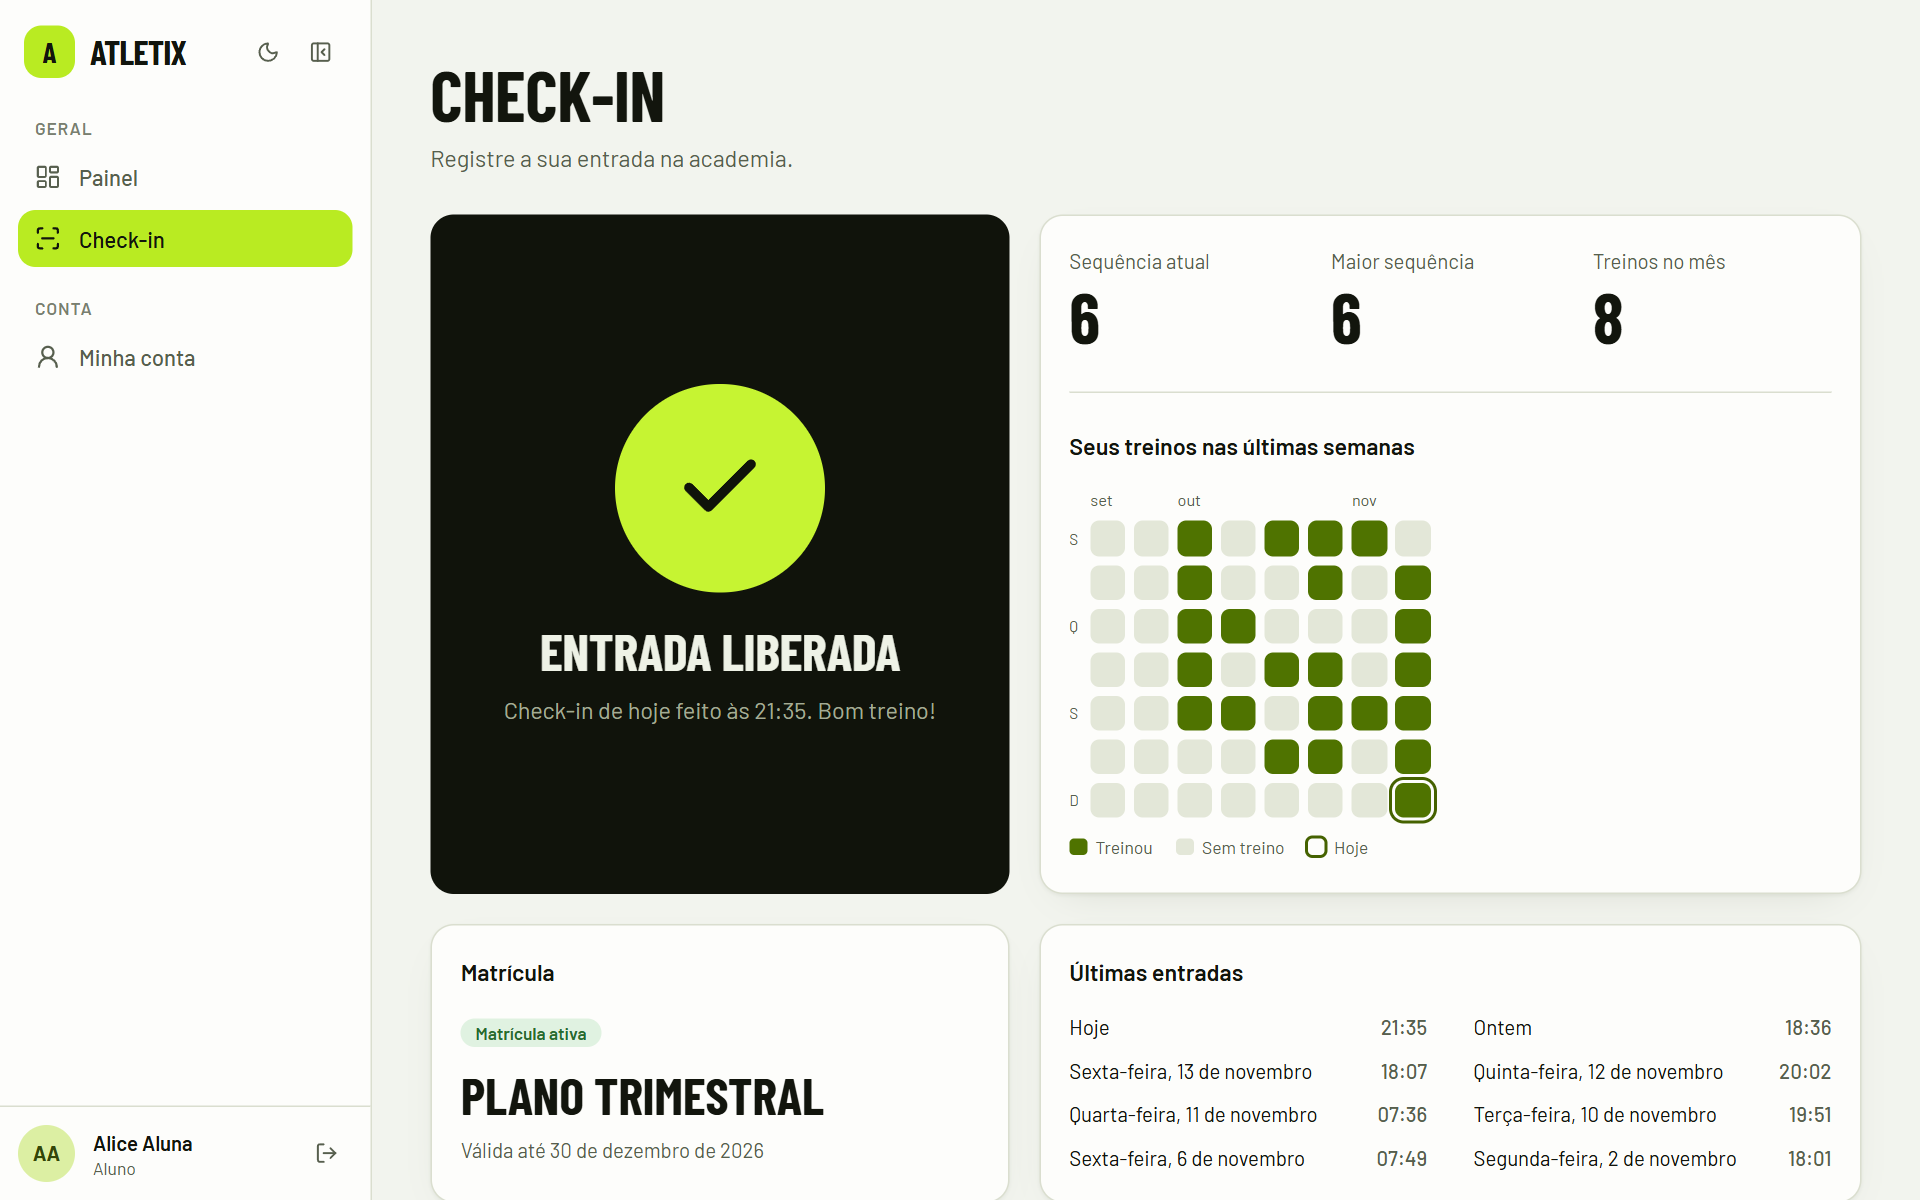 A
ATLETIX
GERAL
Painel
Check-in
CONTA
Minha conta
AA
Alice Aluna
Aluno
CHECK-IN
Registre a sua entrada na academia.
ENTRADA LIBERADA
Check-in de hoje feito às 21:35. Bom treino!
Sequência atual
6
Maior sequência
6
Treinos no mês
8
Seus treinos nas últimas semanas
set out nov
S
Q
S
D
Treinou Sem treino Hoje
Matrícula
Matrícula ativa
PLANO TRIMESTRAL
Válida até 30 de dezembro de 2026
Últimas entradas
Hoje 21:35 Ontem 18:36
Sexta-feira, 13 de novembro 18:07 Quinta-feira, 12 de novembro 20:02
Quarta-feira, 11 de novembro 07:36 Terça-feira, 10 de novembro 19:51
Sexta-feira, 6 de novembro 07:49 Segunda-feira, 2 de novembro 18:01